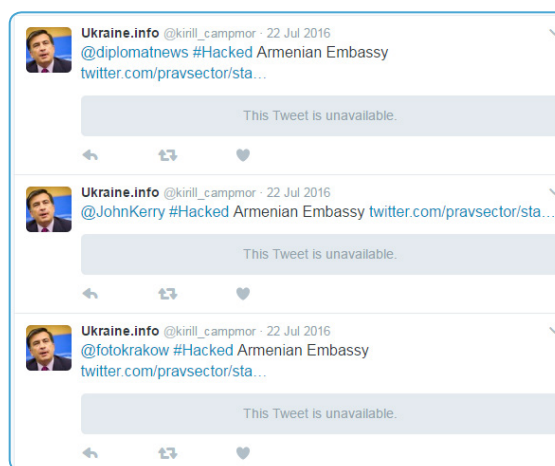 Ukraine.info @kirill_campmor · 22 Jul 2016
@diplomatnews #Hacked Armenian Embassy
twitter.com/pravsector/sta…
This Tweet is unavailable.
Ukraine.info @kirill_campmor · 22 Jul 2016
@JohnKerry #Hacked Armenian Embassy twitter.com/pravsector/sta…
This Tweet is unavailable.
Ukraine.info @kirill_campmor · 22 Jul 2016
@fotokrakow #Hacked Armenian Embassy
twitter.com/pravsector/sta…
This Tweet is unavailable.